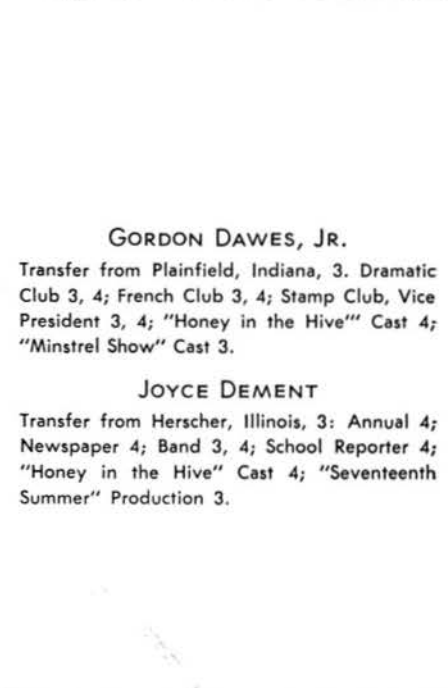 GORDON DAWES, JR.
Transfer from Plainfield, Indiana, 3. Dramatic
Club 3, 4; French Club 3, 4; Stamp Club, Vice
President 3, 4; "Honey in the Hive"' Cast 4;
"Minstrel Show" Cast 3.
JOYCE DEMENT
Transfer from Herscher, Illinois, 3: Annual 4;
Newspaper 4; Band 3, 4; School Reporter 4;
"Honey in the Hive" Cast 4; "Seventeenth
Summer" Production 3.